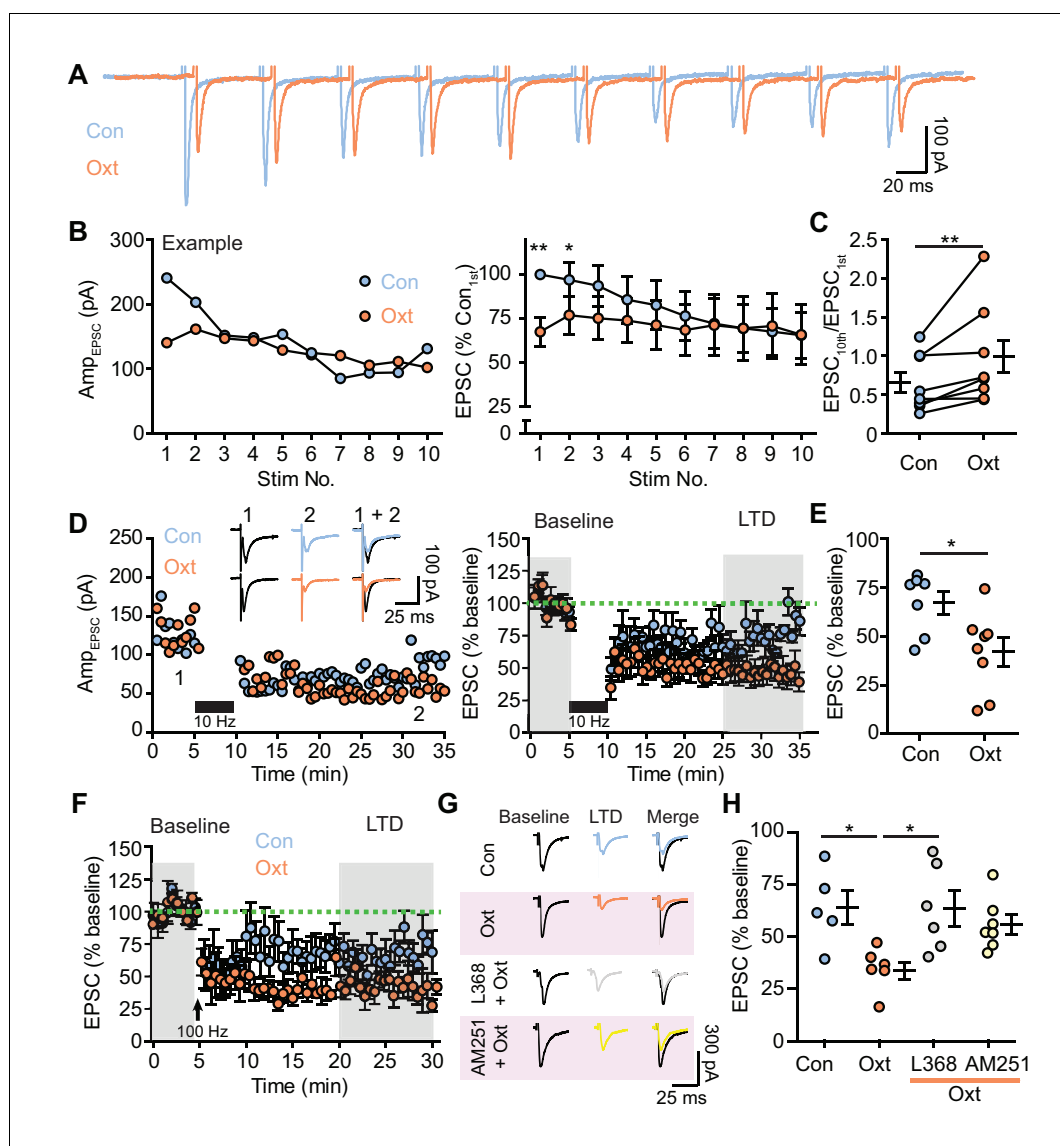 A
Con
Oxt
100 pA
20 ms
B
Example
Con
Oxt
Amp EPSC (pA)
300
200
100
0
1 2 3 4 5 6 7 8 9 10
Stim No.
** *
EPSC (% Con1st)
100
75
50
25
0
1 2 3 4 5 6 7 8 9 10
Stim No.
C
**
EPSC10th/EPSC1st
2.5
2.0
1.5
1.0
0.5
0
Con Oxt
D
Con
Oxt
1 2 1 + 2
100 pA
25 ms
Amp EPSC (pA)
250
200
150
100
50
0
1
2
10 Hz
0 5 10 15 20 25 30 35
Time (min)
Baseline LTD
EPSC (% baseline)
150
125
100
75
50
25
0
10 Hz
0 5 10 15 20 25 30 35
Time (min)
E
*
EPSC (% baseline)
100
75
50
25
0
Con Oxt
F
Baseline LTD
Con
Oxt
EPSC (% baseline)
150
125
100
75
50
25
0
100 Hz
0 5 10 15 20 25 30
Time (min)
G
Baseline LTD Merge
Con
Oxt
L368 + Oxt
AM251 + Oxt
300 pA
25 ms
H
* *
EPSC (% baseline)
100
75
50
25
0
Con Oxt L368 AM251
Oxt